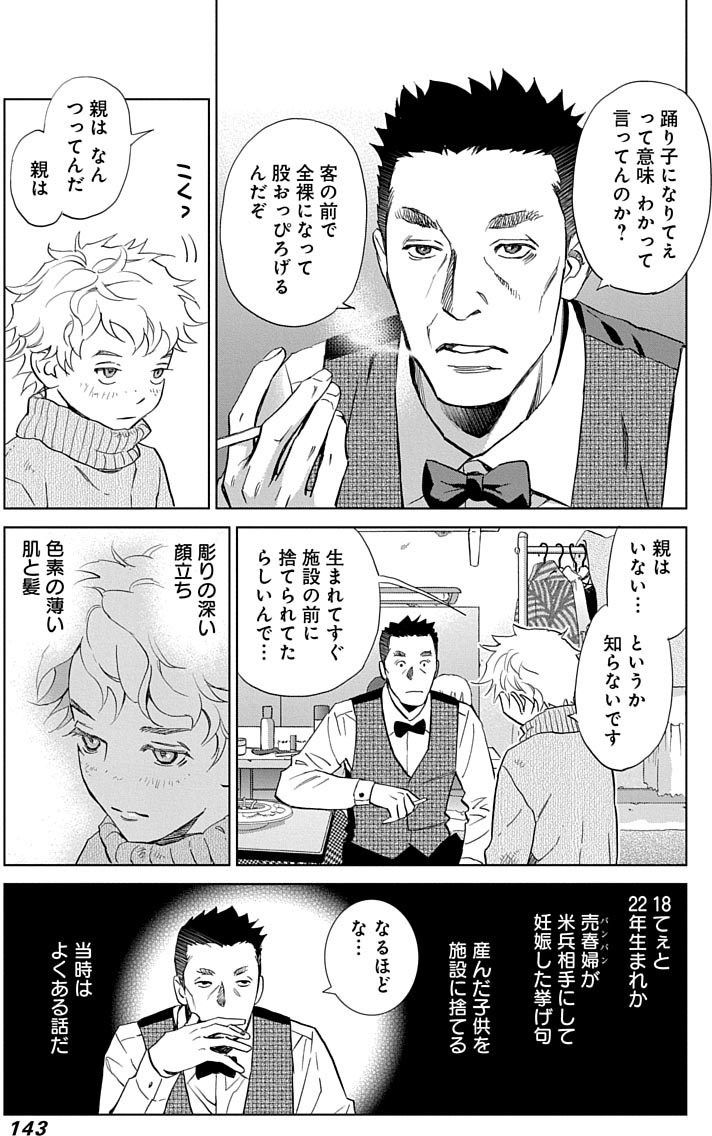 踊り子になりてえ
って意味 わかって
言ってんのか?
客の前で
全裸になって
股おっぴろげる
んだぞ
親は なん
つってんだ
親は
ミクっ
親は
いない… というか
知らないです
生まれてすぐ
施設の前に
捨てられてた
らしいんで…
彫りの深い
顔立ち
色素の薄い
肌と髪
18てぇと
22年生まれか
売春婦が
パンパン
米兵相手にして
妊娠した挙げ句
産んだ子供を
施設に捨てる
なるほど
な…
当時は
よくある話だ
143